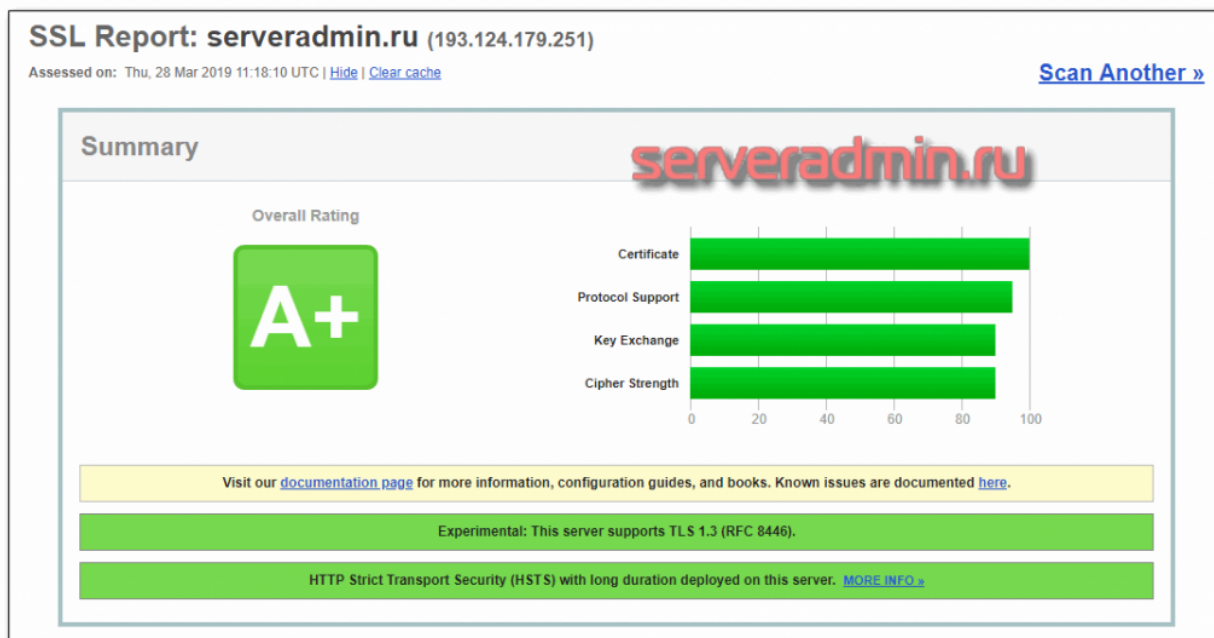 SSL Report: serveradmin.ru (193.124.179.251)
Assessed on: Thu, 28 Mar 2019 11:18:10 UTC | Hide | Clear cache
Scan Another »
Summary
serveradmin.ru
Overall Rating
A+
Certificate
Protocol Support
Key Exchange
Cipher Strength
0 20 40 60 80 100
Visit our documentation page for more information, configuration guides, and books. Known issues are documented here.
Experimental: This server supports TLS 1.3 (RFC 8446).
HTTP Strict Transport Security (HSTS) with long duration deployed on this server. MORE INFO »